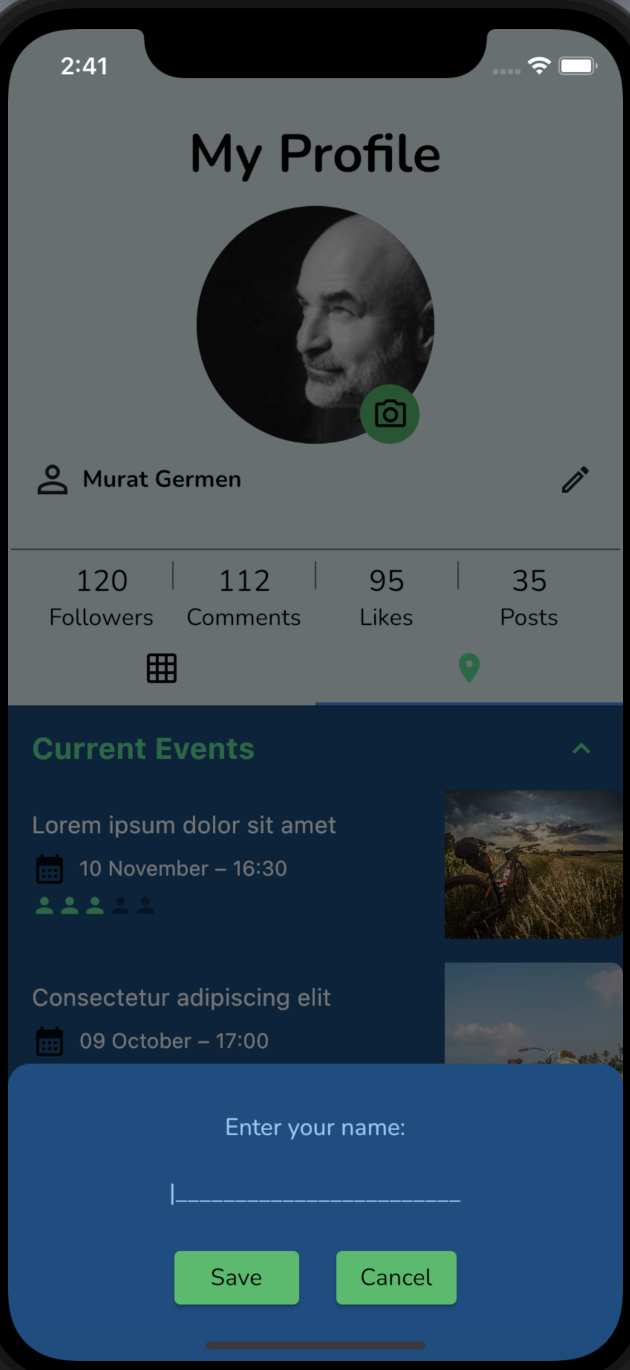 2:41
My Profile
Murat Germen
120 112 95 35
Followers Comments Likes Posts
Current Events
Lorem ipsum dolor sit amet
10 November – 16:30
Consectetur adipiscing elit
09 October – 17:00
Enter your name:
________________________
Save Cancel